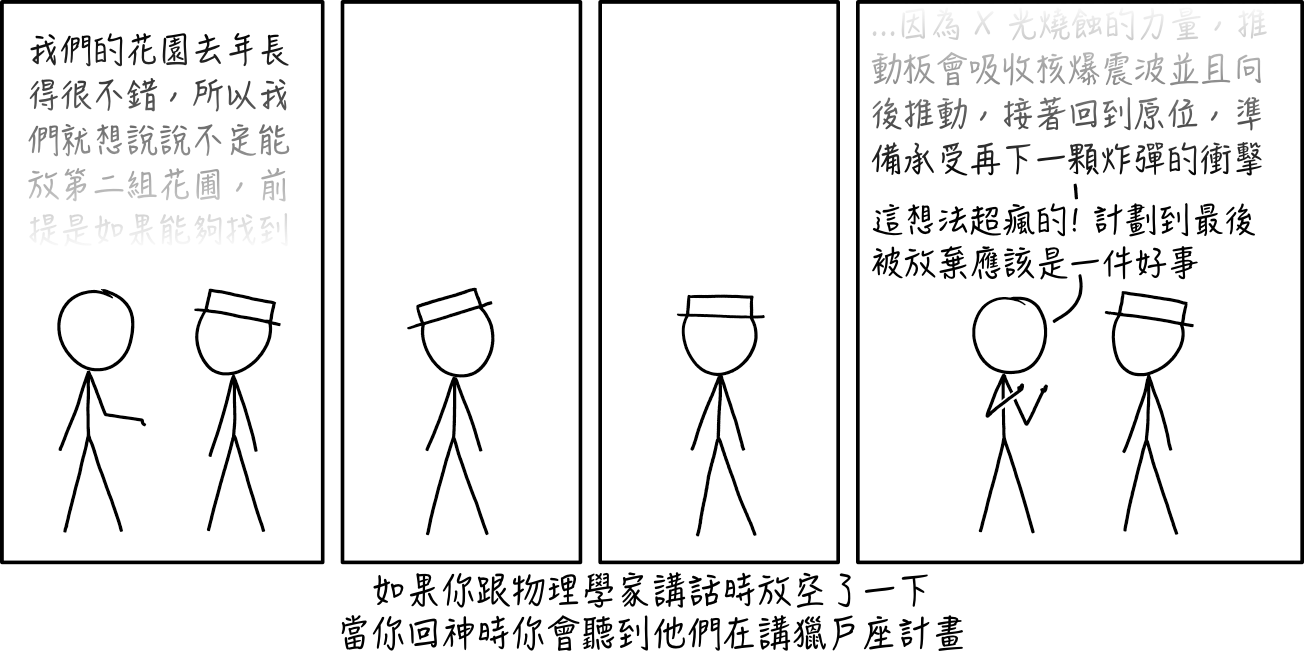 我們的花園去年長
得很不錯，所以我
們就想說說不定能
放第二組花圃，前
提是如果能夠找到
...因為 X 光燒蝕的力量，推
動板會吸收核爆震波並且向
後推動，接著回到原位，準
備承受再下一顆炸彈的衝擊
這想法超瘋的! 計劃到最後
被放棄應該是一件好事
如果你跟物理學家講話時放空了一下
當你回神時你會聽到他們在講獵戶座計畫